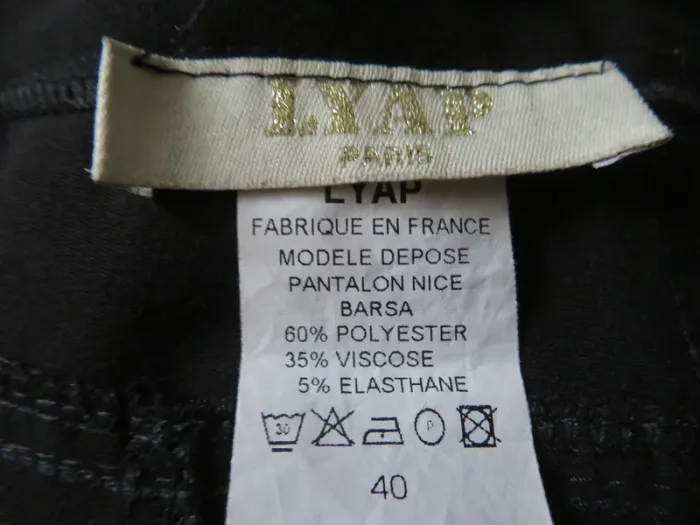 LYAP
PARIS
LYAP
FABRIQUE EN FRANCE
MODELE DEPOSE
PANTALON NICE
BARSA
60% POLYESTER
35% VISCOSE
5% ELASTHANE
30 P
40